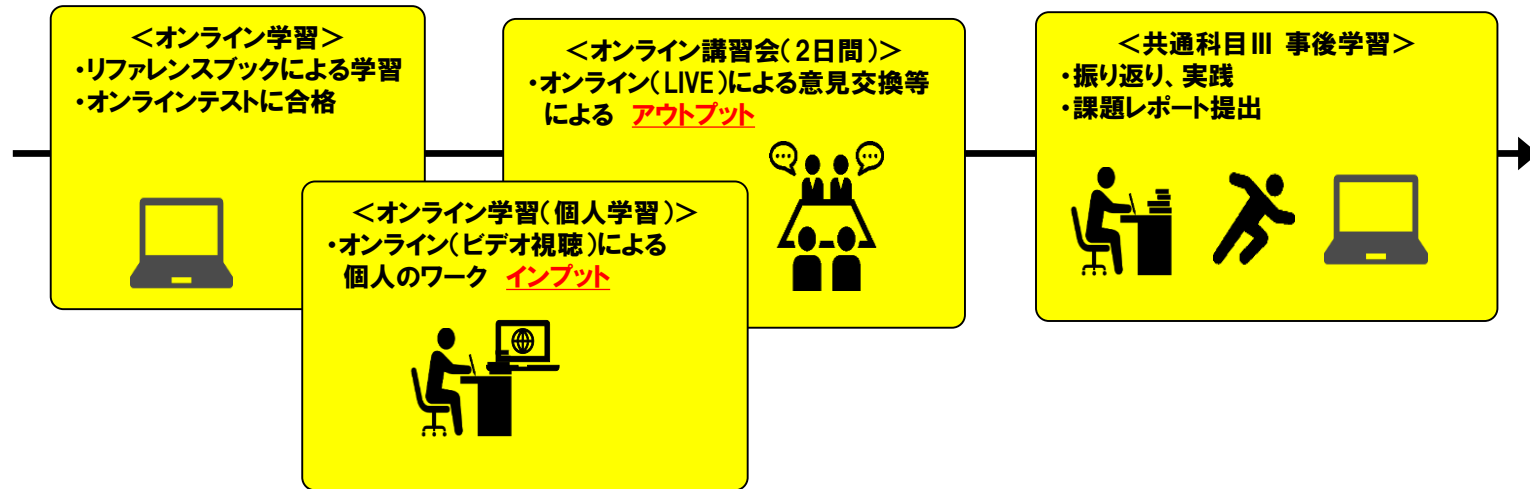 ＜オンライン学習＞
・リファレンスブックによる学習
・オンラインテストに合格
＜オンライン学習（個人学習）＞
・オンライン（ビデオ視聴）による
個人のワーク　インプット
＜オンライン講習会（2日間）＞
・オンライン（LIVE）による意見交換等
による　アウトプット
＜共通科目Ⅲ 事後学習＞
・振り返り、実践
・課題レポート提出